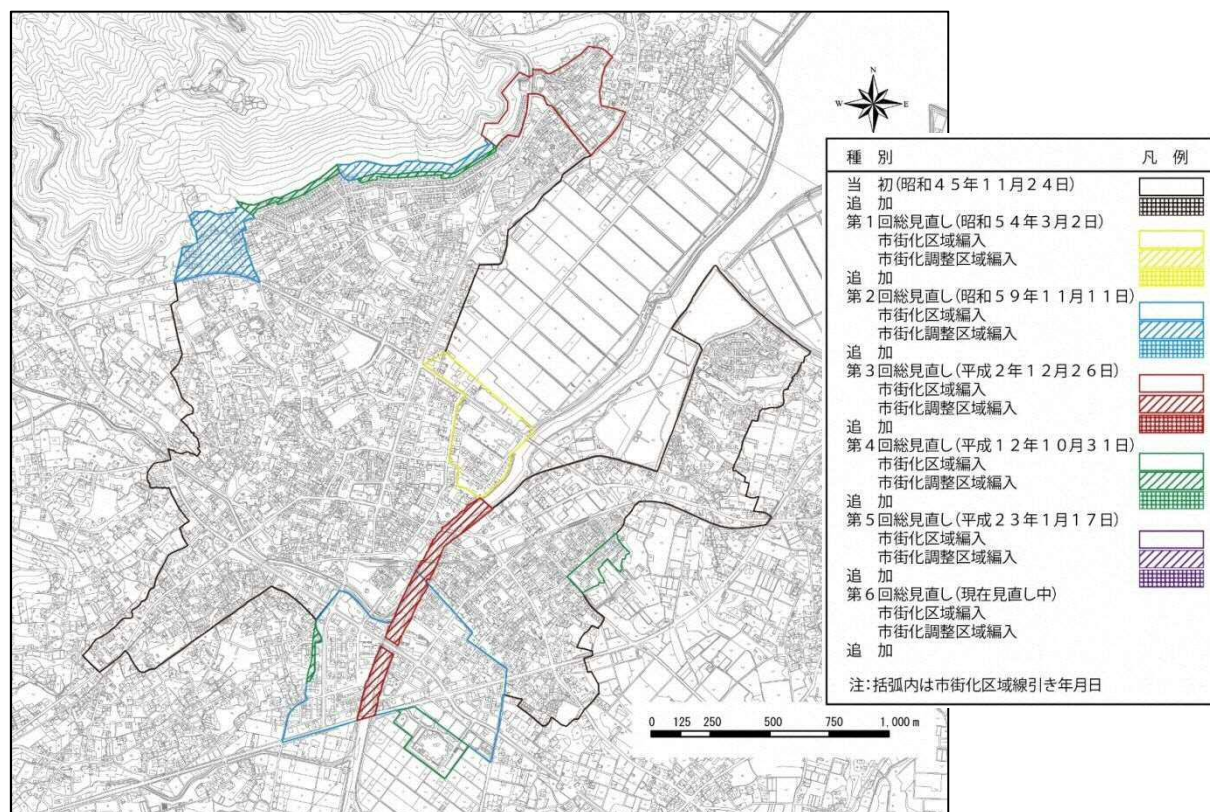 N
W E
S
種 別 凡 例
当 初(昭和45年11月24日)
追 加
第1回総見直し(昭和54年3月2日)
市街化区域編入
市街化調整区域編入
追 加
第2回総見直し(昭和59年11月11日)
市街化区域編入
市街化調整区域編入
追 加
第3回総見直し(平成2年12月26日)
市街化区域編入
市街化調整区域編入
追 加
第4回総見直し(平成12年10月31日)
市街化区域編入
市街化調整区域編入
追 加
第5回総見直し(平成23年1月17日)
市街化区域編入
市街化調整区域編入
追 加
第6回総見直し(現在見直し中)
市街化区域編入
市街化調整区域編入
追 加
注:括弧内は市街化区域線引き年月日
0 125 250 500 750 1,000m